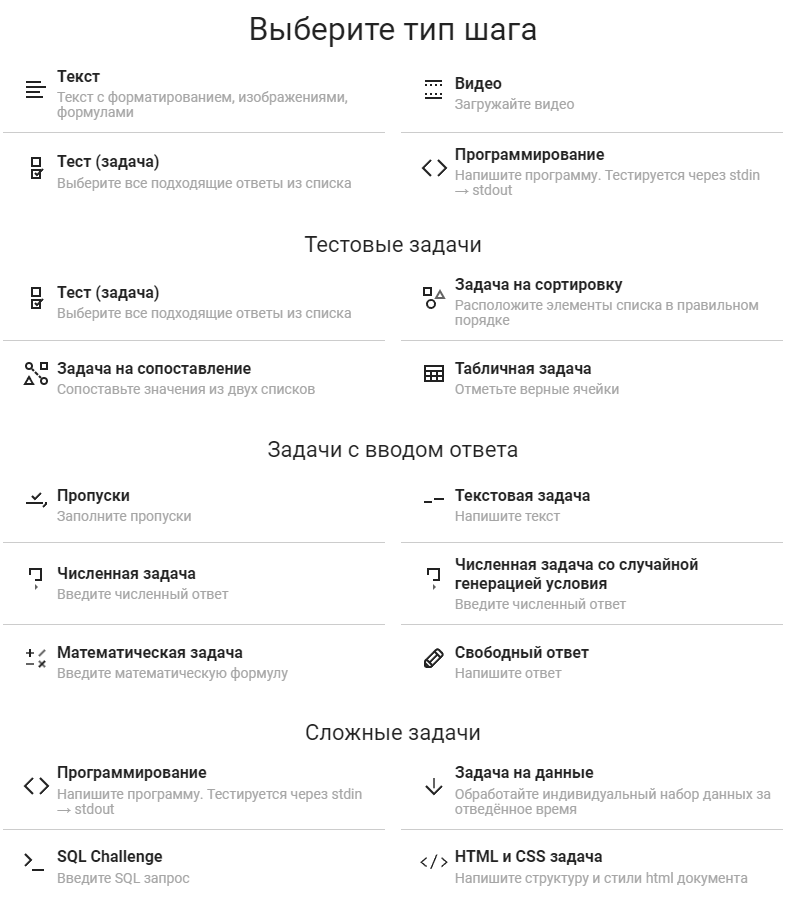 Выберите тип шага
Текст
Текст с форматированием, изображениями,
формулами
Видео
Загружайте видео
Тест (задача)
Выберите все подходящие ответы из списка
Программирование
Напишите программу. Тестируется через stdin
→ stdout
Тестовые задачи
Тест (задача)
Выберите все подходящие ответы из списка
Задача на сортировку
Расположите элементы списка в правильном
порядке
Задача на сопоставление
Сопоставьте значения из двух списков
Табличная задача
Отметьте верные ячейки
Задачи с вводом ответа
Пропуски
Заполните пропуски
Текстовая задача
Напишите текст
Численная задача
Введите численный ответ
Численная задача со случайной
генерацией условия
Введите численный ответ
Математическая задача
Введите математическую формулу
Свободный ответ
Напишите ответ
Сложные задачи
Программирование
Напишите программу. Тестируется через stdin
→ stdout
Задача на данные
Обработайте индивидуальный набор данных за
отведённое время
SQL Challenge
Введите SQL запрос
HTML и CSS задача
Напишите структуру и стили html документа